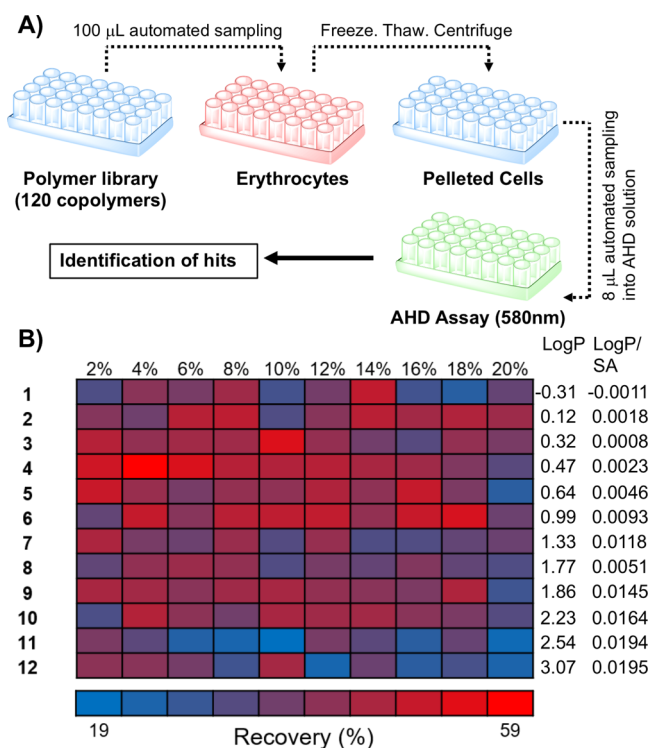 A)
100 µL automated sampling
Freeze. Thaw. Centrifuge
Polymer library
(120 copolymers)
Erythrocytes
Pelleted Cells
8 µL automated sampling
into AHD solution
Identification of hits
AHD Assay (580nm)
B)
LogP LogP/
SA
2% 4% 6% 8% 10% 12% 14% 16% 18% 20%
1 -0.31 -0.0011
2 0.12 0.0018
3 0.32 0.0008
4 0.47 0.0023
5 0.64 0.0046
6 0.99 0.0093
7 1.33 0.0118
8 1.77 0.0051
9 1.86 0.0145
10 2.23 0.0164
11 2.54 0.0194
12 3.07 0.0195
19 Recovery (%) 59